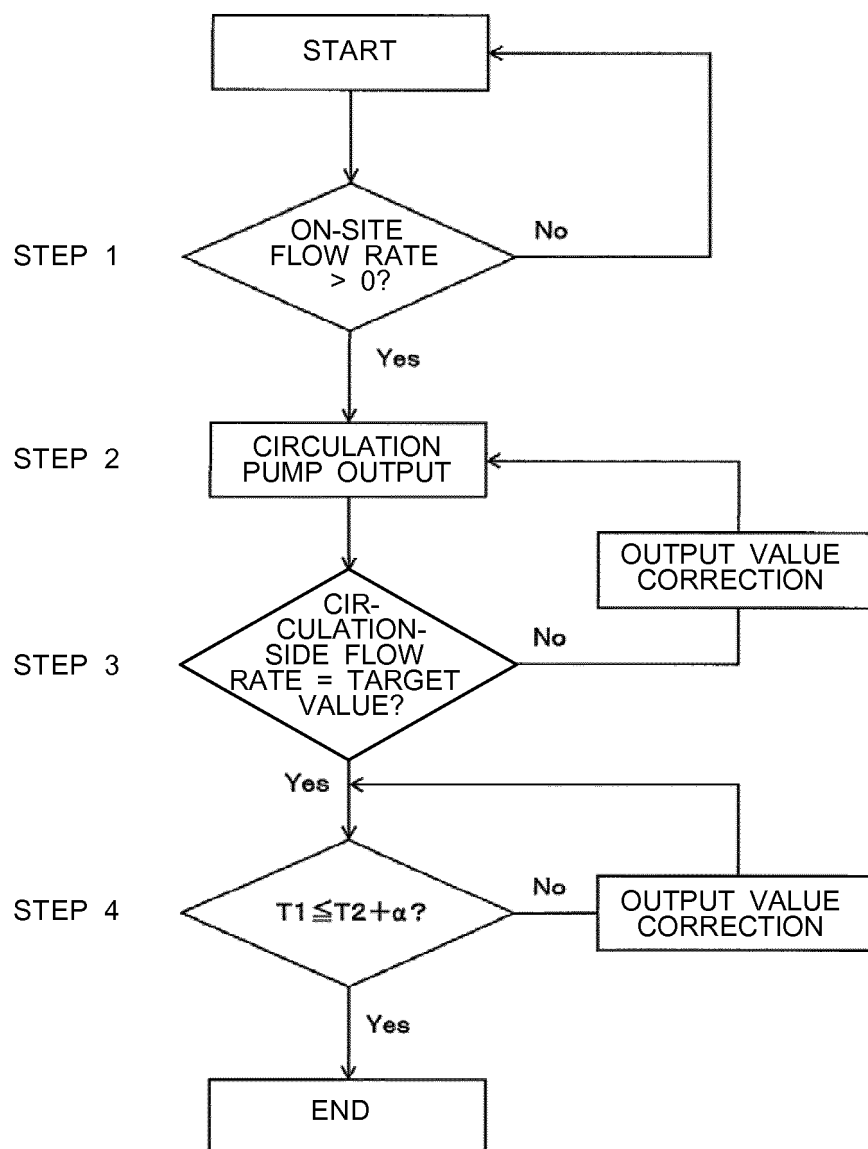 START
STEP 1
ON-SITE
FLOW RATE
> 0?
No
Yes
STEP 2
CIRCULATION
PUMP OUTPUT
OUTPUT VALUE
CORRECTION
STEP 3
CIR-
CULATION-
SIDE FLOW
RATE = TARGET
VALUE?
No
Yes
STEP 4
T1≦T2+α?
No
OUTPUT VALUE
CORRECTION
Yes
END